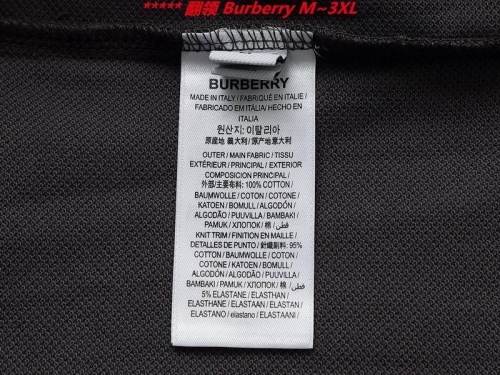 ***** 翻领 Burberry M~3XL
BURBERRY
MADE IN ITALY / FABRIQUÉ EN ITALIE /
FABRICADO EM ITÁLIA/ HECHO EN
ITALIA
원산지: 이탈리아
原産地 義大利/ 原产地意大利
OUTER / MAIN FABRIC / TISSU
EXTÉRIEUR / PRINCIPAL / EXTERIOR
COMPOSICION PRINCIPAL /
外部/主要布料: 100% COTTON /
BAUMWOLLE / COTON / COTONE /
KATOEN / BOMULL / ALGODÓN /
ALGODÃO / PUUVILLA / BAMBAKI /
PAMUK / ХЛОПОК / 棉 / قطن /
KNIT TRIM / FINITION EN MAILLE /
DETALLES DE PUNTO / 針織剪綵: 95%
COTTON / BAUMWOLLE / COTON /
COTONE / KATOEN / BOMULL /
ALGODÓN / ALGODÃO / PUUVILLA /
BAMBAKI / PAMUK / ХЛОПОК / 棉 / قطن
5% ELASTANE / ELASTHAN /
ÉLASTHANNE / ELASTAN /
ELASTANO / elastano / ELASTAANI /